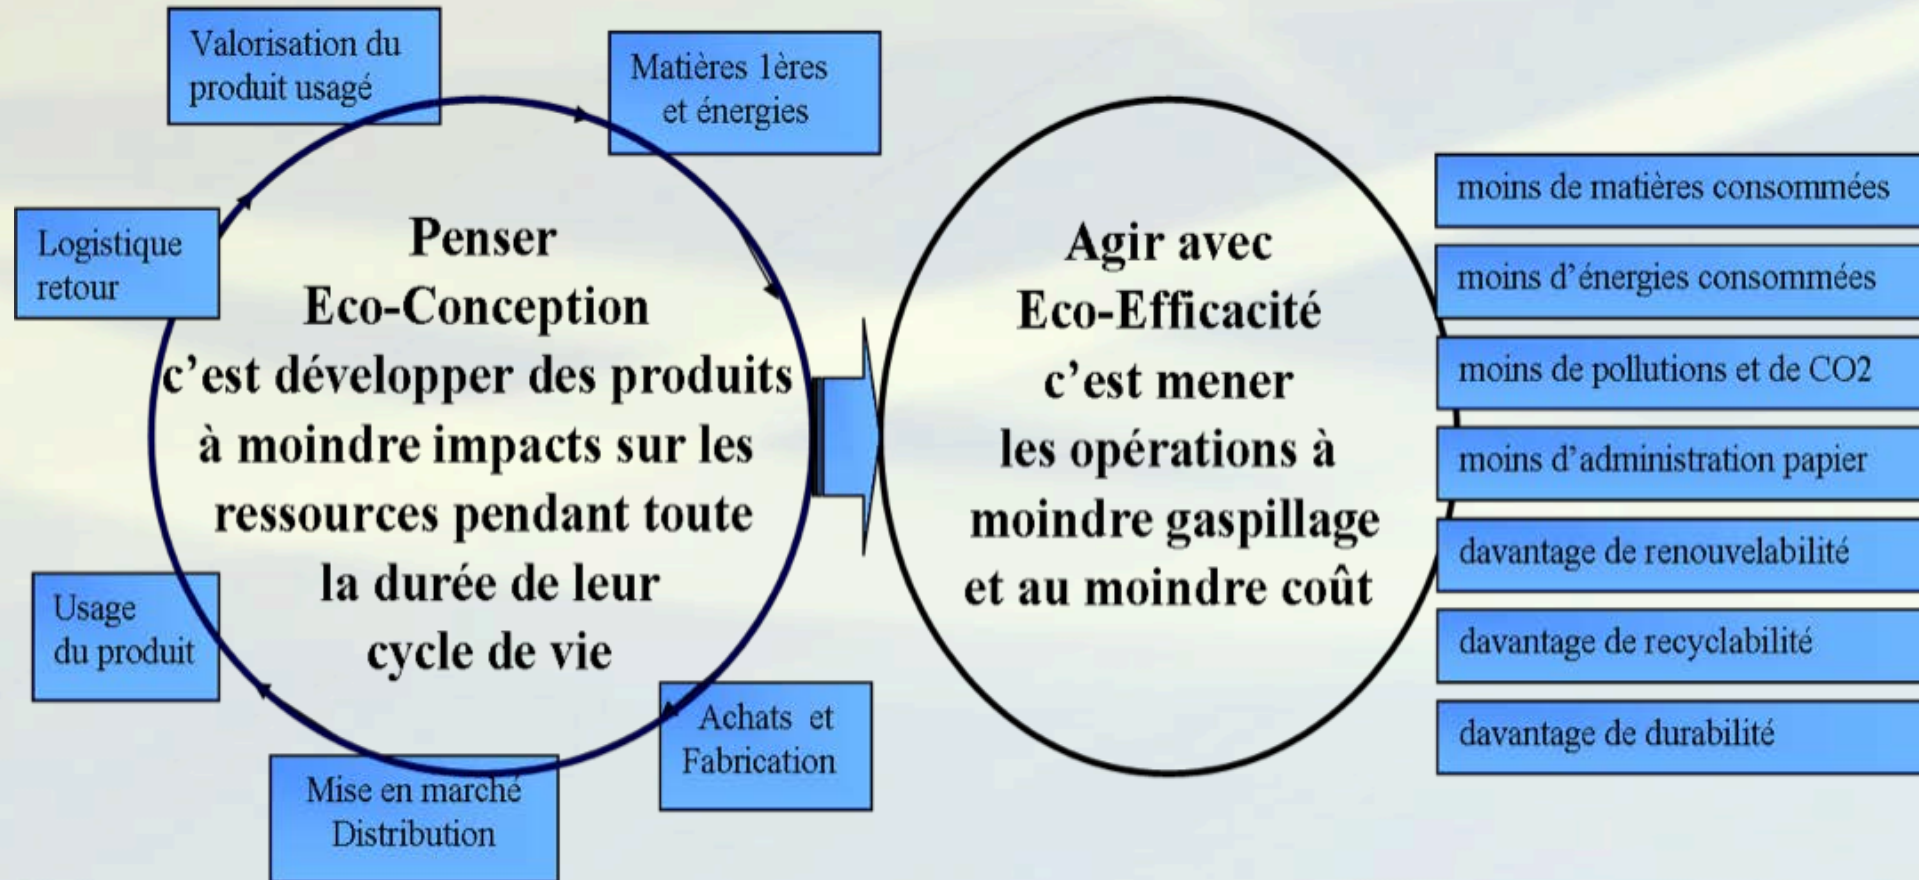 Valorisation du
produit usagé
Matières 1ères
et énergies
Logistique
retour
Penser
Eco-Conception
c'est développer des produits
à moindre impacts sur les
ressources pendant toute
la durée de leur
cycle de vie
Usage
du produit
Achats et
Fabrication
Mise en marché
Distribution
Agir avec
Eco-Efficacité
c'est mener
les opérations à
moindre gaspillage
et au moindre coût
moins de matières consommées
moins d'énergies consommées
moins de pollutions et de CO2
moins d'administration papier
davantage de renouvelabilité
davantage de recyclabilité
davantage de durabilité